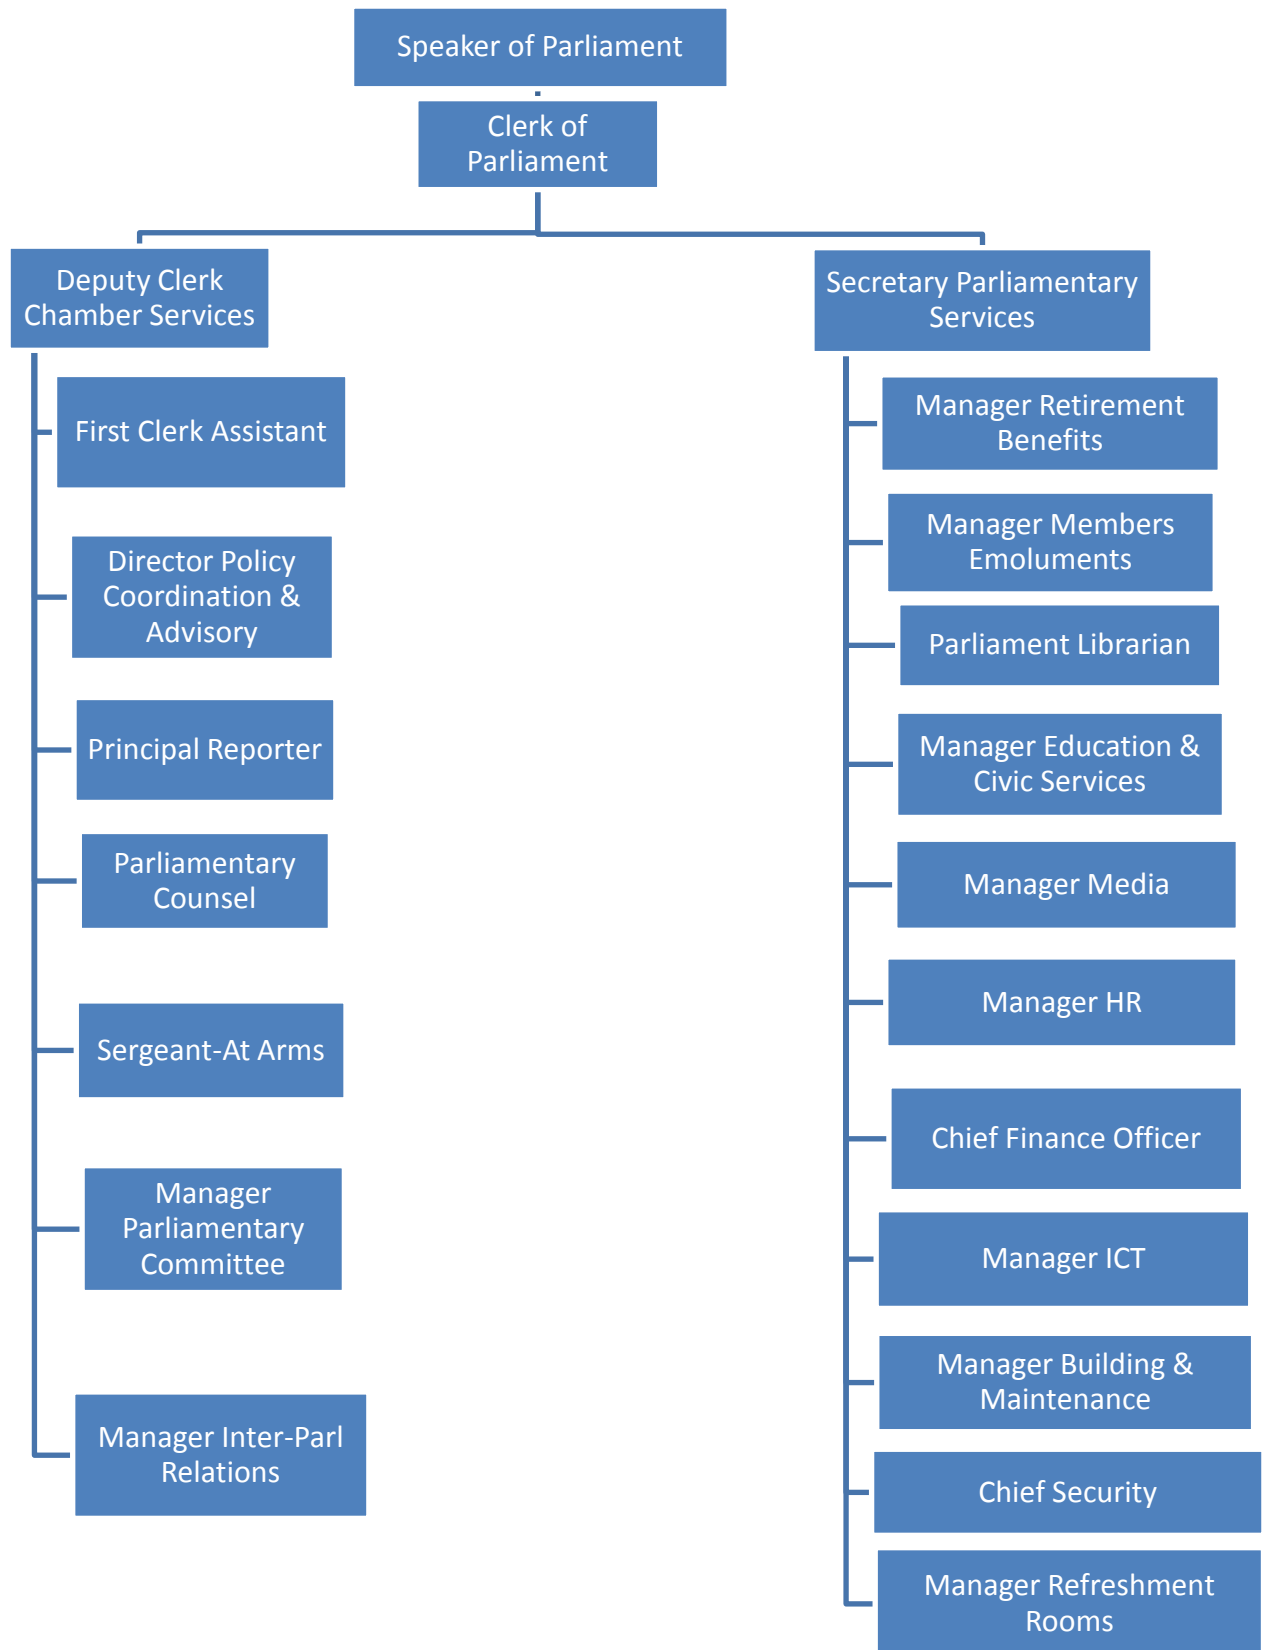 Speaker of Parliament
Clerk of
Parliament
Deputy Clerk
Chamber Services
First Clerk Assistant
Director Policy
Coordination &
Advisory
Principal Reporter
Parliamentary
Counsel
Sergeant-At Arms
Manager
Parliamentary
Committee
Manager Inter-Parl
Relations
Secretary Parliamentary
Services
Manager Retirement
Benefits
Manager Members
Emoluments
Parliament Librarian
Manager Education &
Civic Services
Manager Media
Manager HR
Chief Finance Officer
Manager ICT
Manager Building &
Maintenance
Chief Security
Manager Refreshment
Rooms